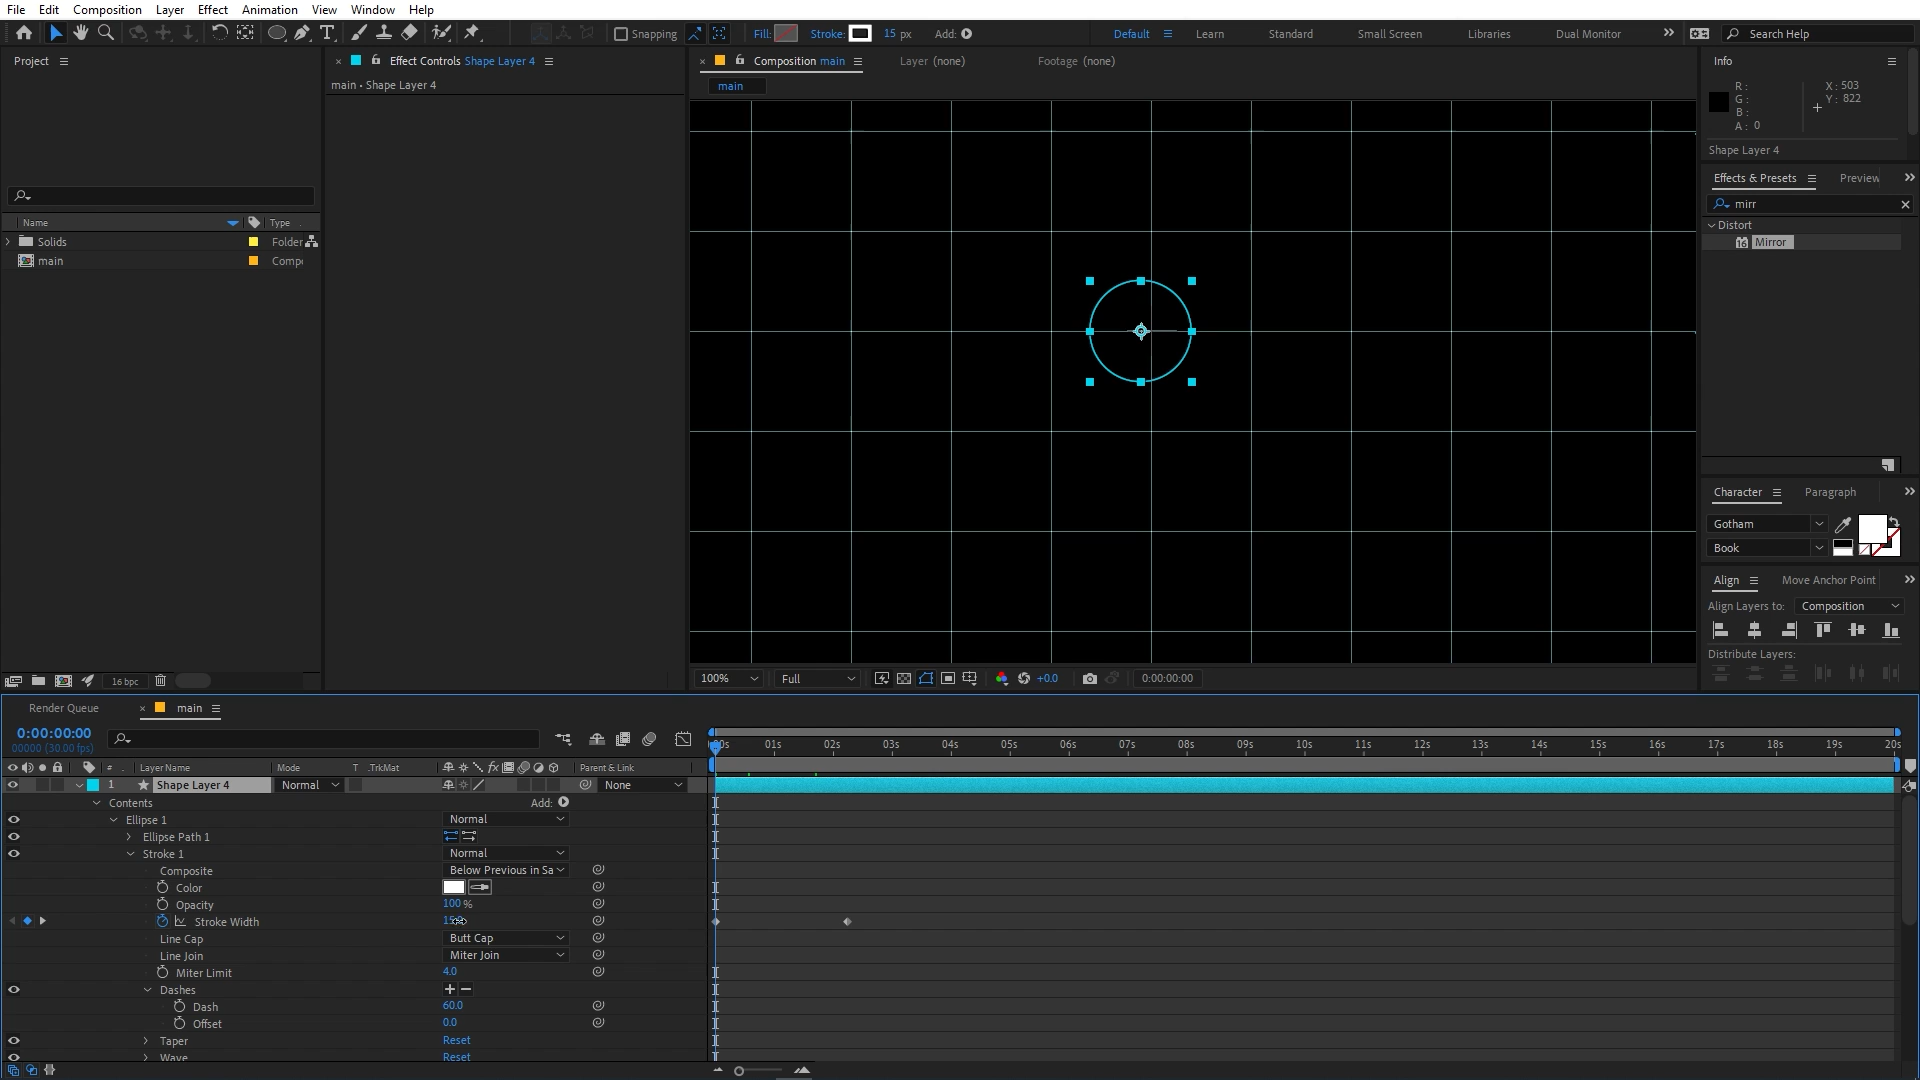 File Edit Composition Layer Effect Animation View Window Help
Snapping Fill: Stroke: 15 px Add: Default Learn Standard Small Screen Libraries Dual Monitor Search Help
Project
Effect Controls Shape Layer 4
main • Shape Layer 4
Composition main Layer (none) Footage (none)
main
Info
R:
G:
B:
A: 0
X: 503
Y: 822
Shape Layer 4
Effects & Presets Preview
mirr
Distort
16 Mirror
Name Type
Solids Folder
main
Character Paragraph
Gotham
Book
Align Move Anchor Point
Align Layers to: Composition
Distribute Layers:
16 bpc
100% Full +0.0 0:00:00:00
Render Queue main
0:00:00:00
00000 (30.00 fps)
01s 02s 03s 04s 05s 06s 07s 08s 09s 10s 11s 12s 13s 14s 15s 16s 17s 18s 19s 20s
# Layer Name Mode T .TrkMat Parent & Link
1 Shape Layer 4 Normal None
Contents Add:
Ellipse 1 Normal
Ellipse Path 1
Stroke 1 Normal
Composite Below Previous in Sa
Color
Opacity 100 %
Stroke Width
Line Cap Butt Cap
Line Join Miter Join
Miter Limit 4.0
Dashes + −
Dash 60.0
Offset 0.0
Taper Reset
Wave Reset